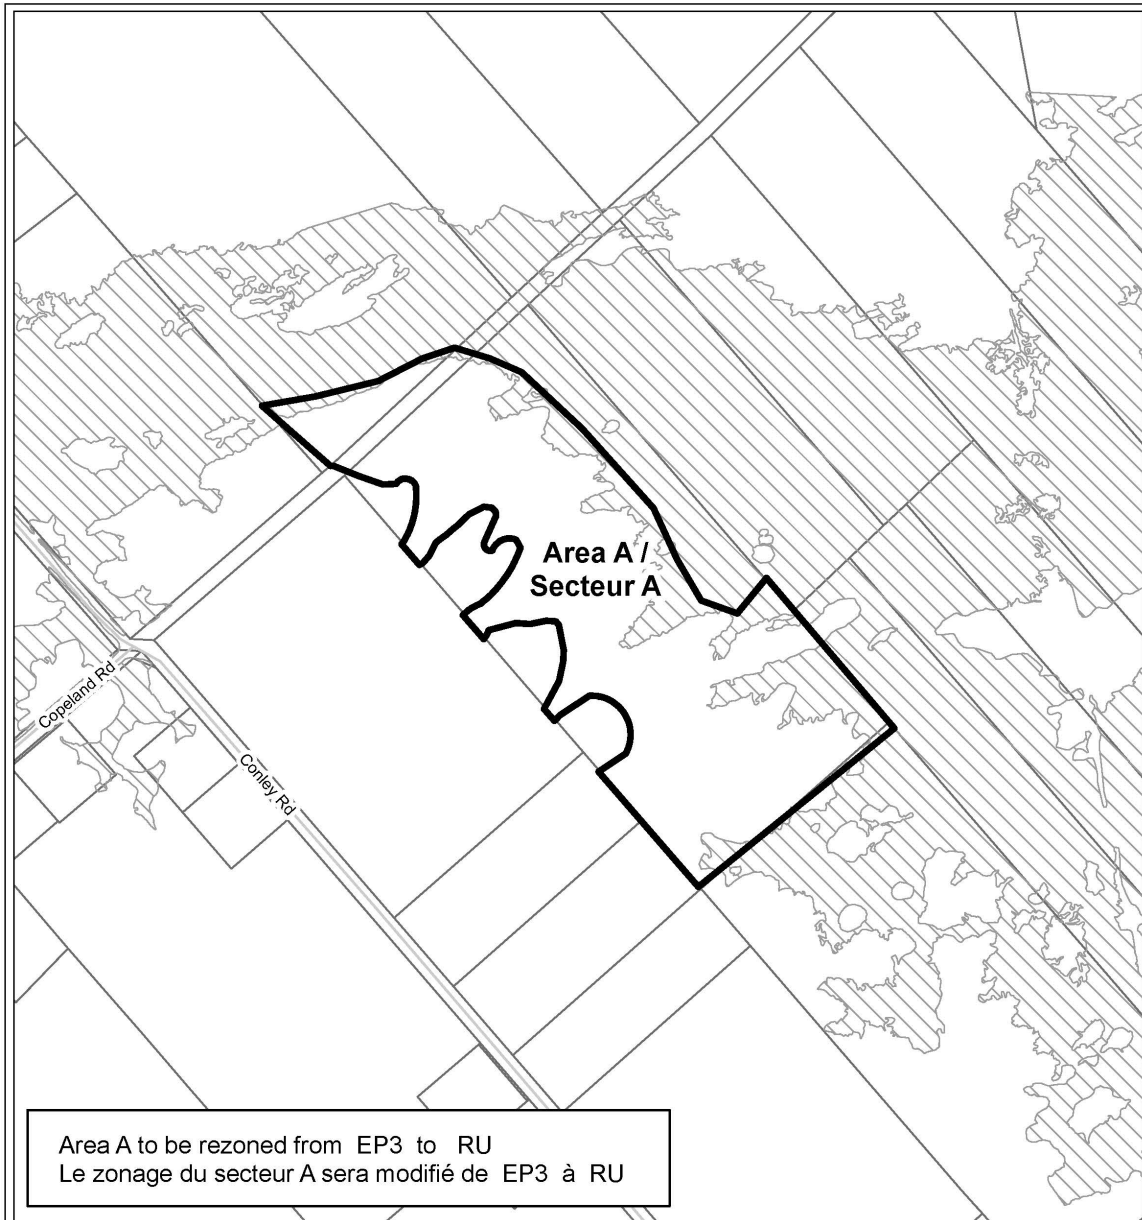 Area A /
Secteur A
Copeland Rd
Conley Rd
Area A to be rezoned from EP3 to RU
Le zonage du secteur A sera modifié de EP3 à RU